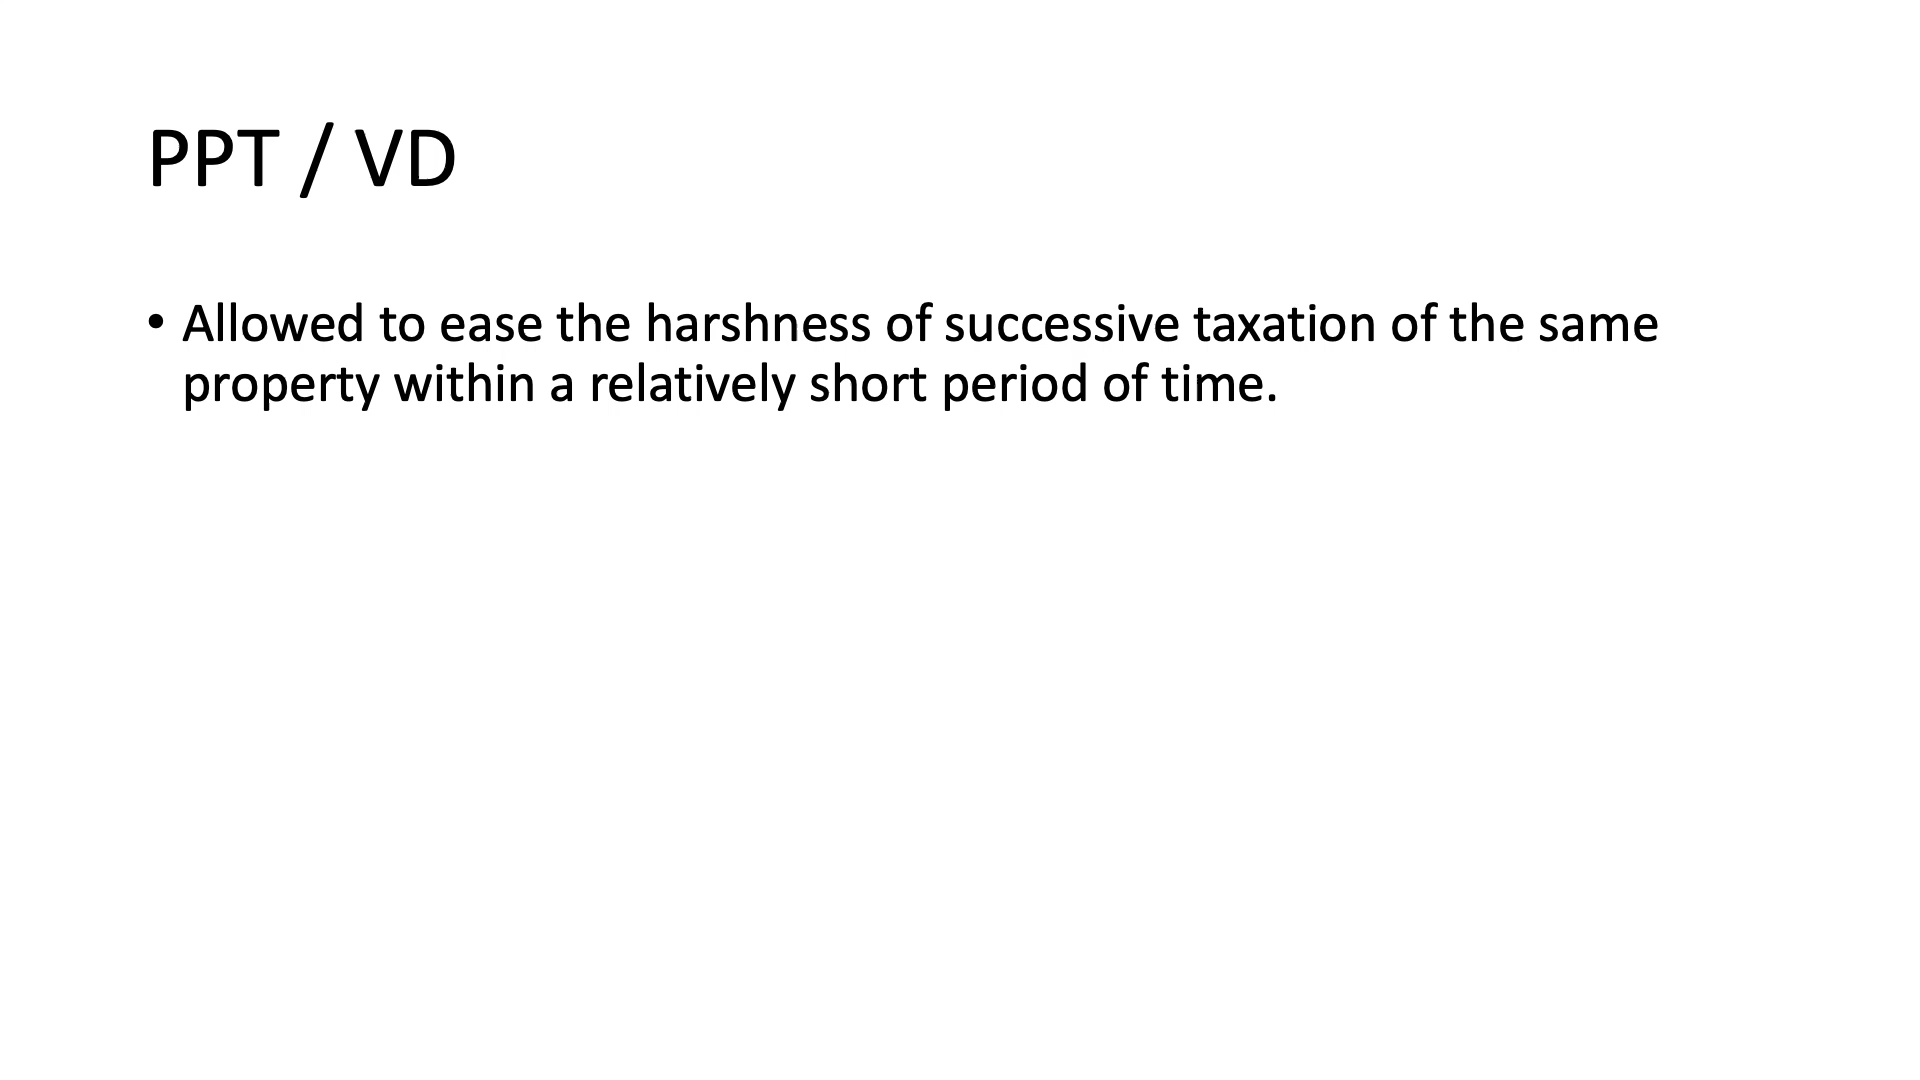 PPT / VD
• Allowed to ease the harshness of successive taxation of the same
property within a relatively short period of time.